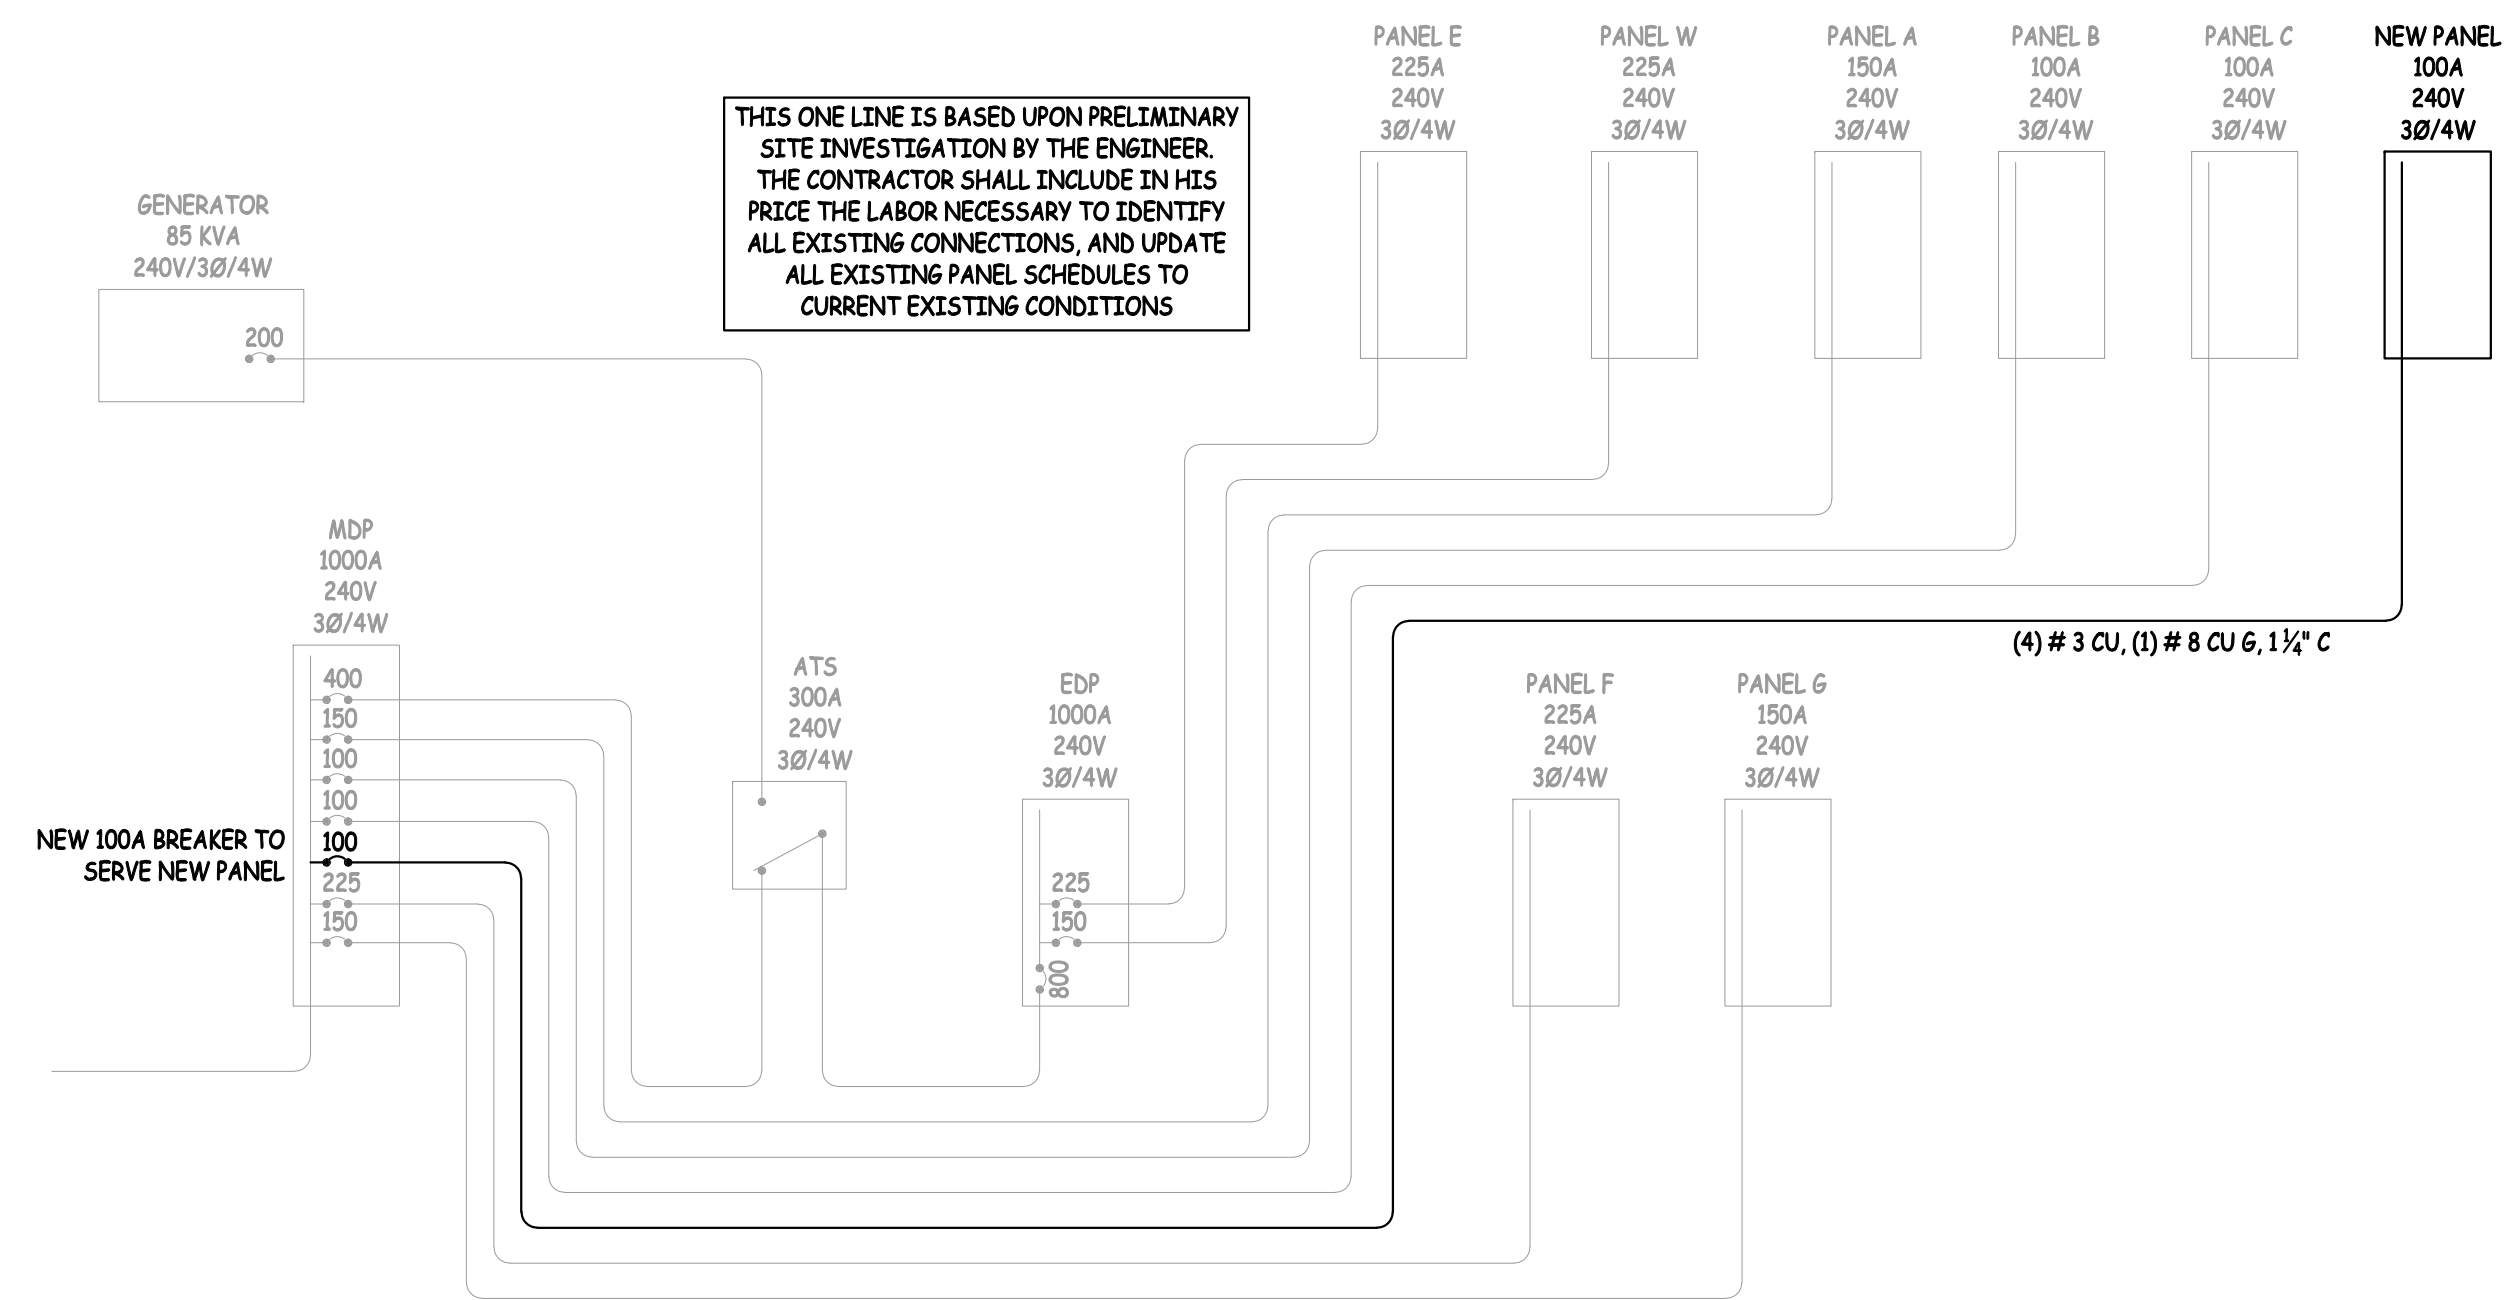 PANEL E
225A
240V
3Ø/4W
PANEL W
225A
240V
3Ø/4W
PANEL A
150A
240V
3Ø/4W
PANEL B
100A
240V
3Ø/4W
PANEL C
100A
240V
3Ø/4W
NEW PANEL
100A
240V
3Ø/4W
THIS ONE LINE IS BASED UPON PRELIMINARY
SITE INVESTIGATION BY THE ENGINEER.
THE CONTRACTOR SHALL INCLUDE IN HIS
PRICE THE LABOR NECESSARY TO IDENTIFY
ALL EXISTING CONNECTIONS, AND UPDATE
ALL EXISTING PANEL SCHEDULES TO
CURRENT EXISTING CONDITIONS
GENERATOR
85 KVA
240V/3Ø/4W
200
MDP
1000A
240V
3Ø/4W
400
150
100
100
100
225
150
NEW 100A BREAKER TO
SERVE NEW PANEL
ATS
300A
240V
3Ø/4W
EDP
1000A
240V
3Ø/4W
225
150
800
(4) # 3 CU, (1) # 8 CU G, 1 ¼" C
PANEL F
225A
240V
3Ø/4W
PANEL G
150A
240V
3Ø/4W